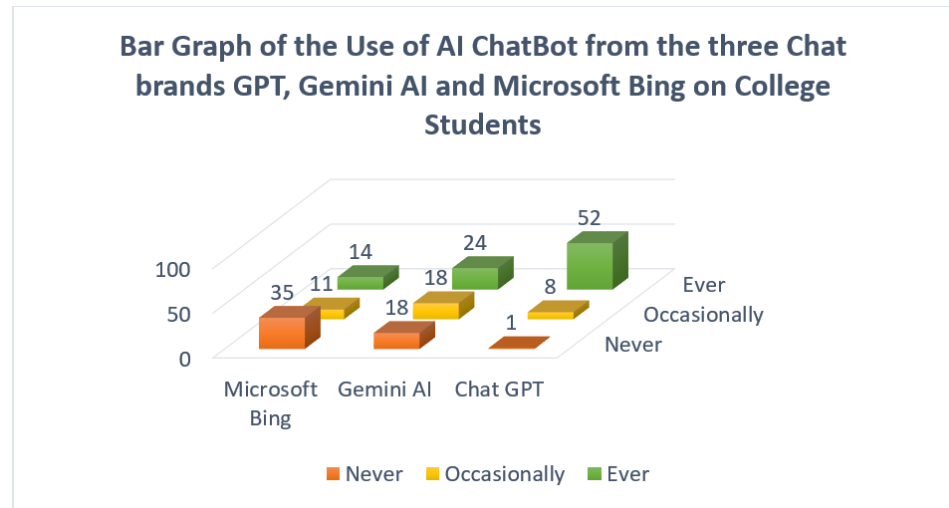 Bar Graph of the Use of AI ChatBot from the three Chat
brands GPT, Gemini AI and Microsoft Bing on College
Students
52
24
14
100
18
8
Ever
35
11
50
18
1
Occasionally
0
Never
Microsoft
Bing
Gemini AI
Chat GPT
Never
Occasionally
Ever